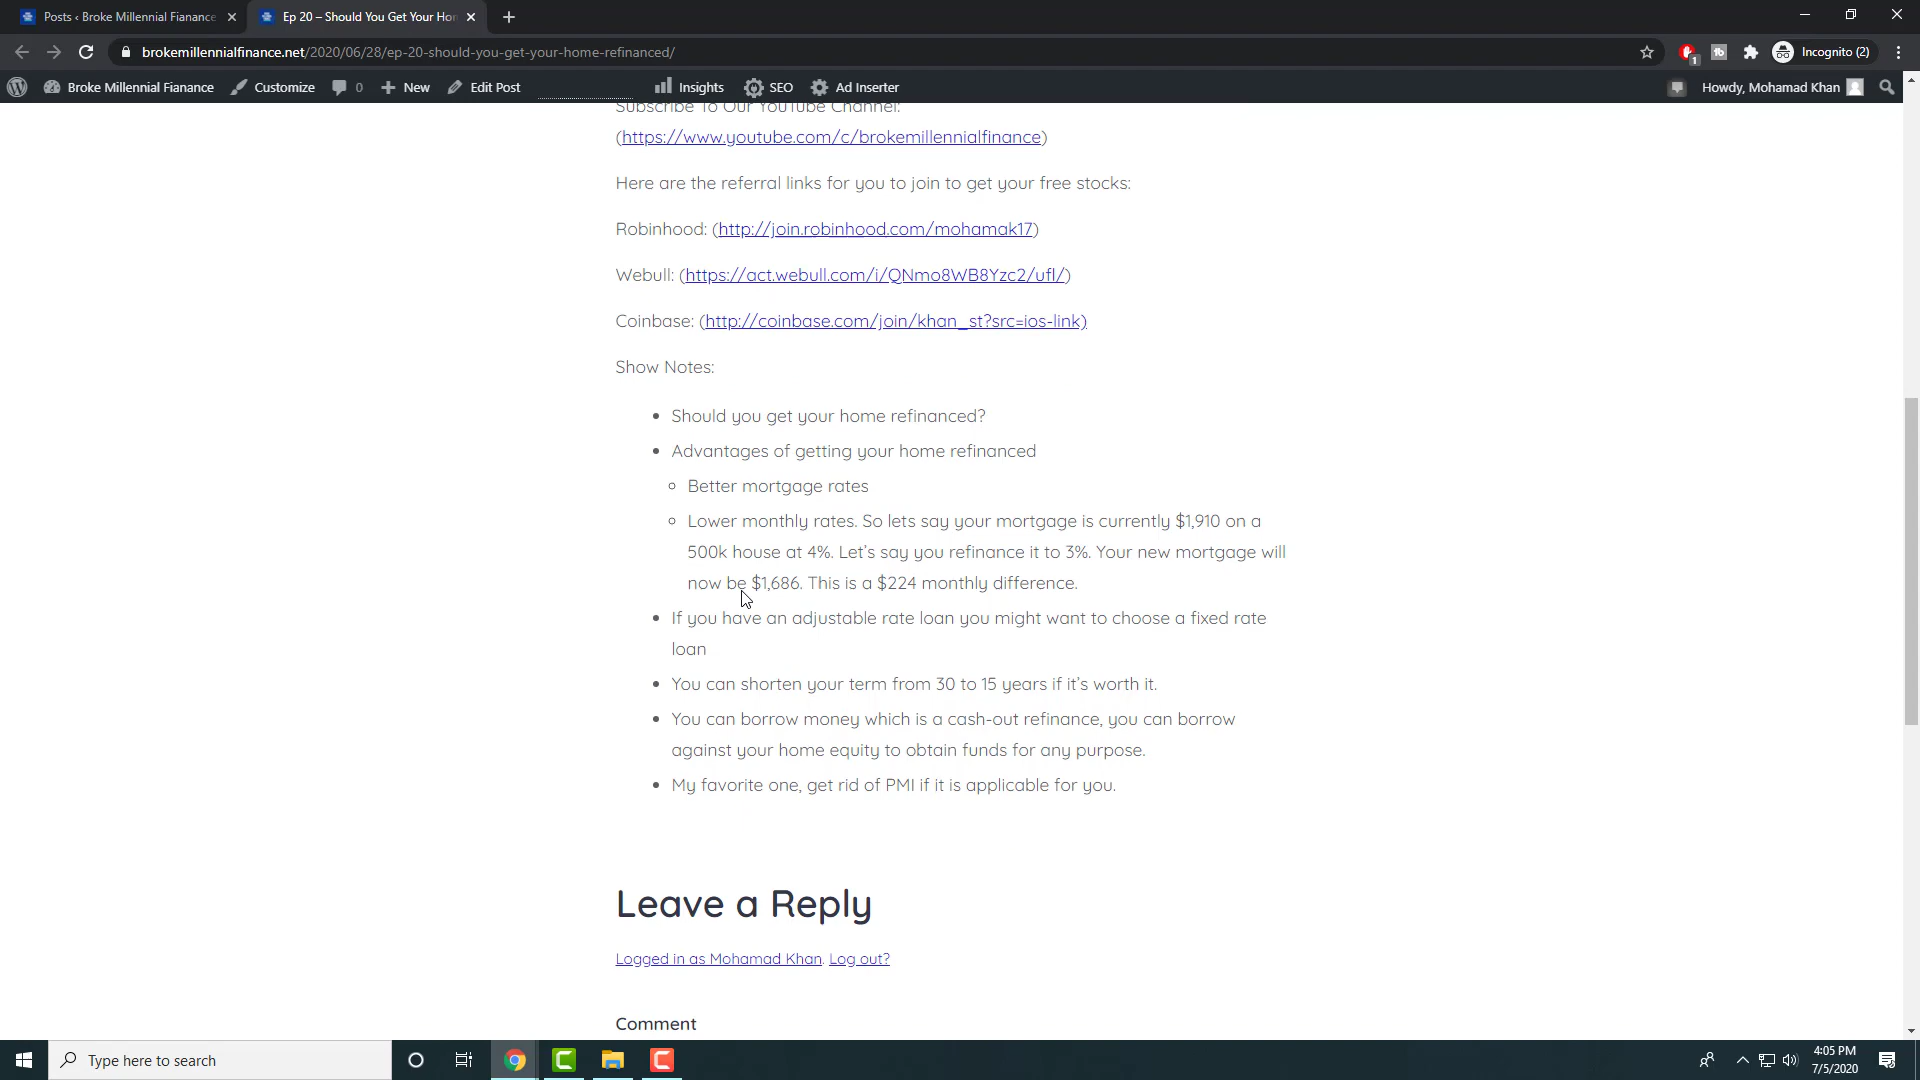 Posts ‹ Broke Millennial Fianance
Ep 20 – Should You Get Your Hom
brokemillennialfinance.net/2020/06/28/ep-20-should-you-get-your-home-refinanced/
1
Incognito (2)
Broke Millennial Fianance
Customize
0
New
Edit Post
Insights
SEO
Ad Inserter
Howdy, Mohamad Khan
Subscribe To Our YouTube Channel:
(https://www.youtube.com/c/brokemillennialfinance)
Here are the referral links for you to join to get your free stocks:
Robinhood: (http://join.robinhood.com/mohamak17)
Webull: (https://act.webull.com/i/QNmo8WB8Yzc2/ufl/)
Coinbase: (http://coinbase.com/join/khan_st?src=ios-link)
Show Notes:
Should you get your home refinanced?
Advantages of getting your home refinanced
Better mortgage rates
Lower monthly rates. So lets say your mortgage is currently $1,910 on a
500k house at 4%. Let’s say you refinance it to 3%. Your new mortgage will
now be $1,686. This is a $224 monthly difference.
If you have an adjustable rate loan you might want to choose a fixed rate
loan
You can shorten your term from 30 to 15 years if it’s worth it.
You can borrow money which is a cash-out refinance, you can borrow
against your home equity to obtain funds for any purpose.
My favorite one, get rid of PMI if it is applicable for you.
Leave a Reply
Logged in as Mohamad Khan. Log out?
Comment
Type here to search
4:05 PM
7/5/2020